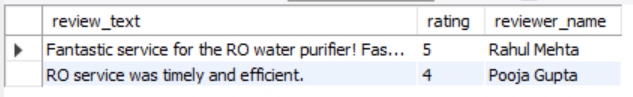 review_text rating reviewer_name
Fantastic service for the RO water purifier! Fas... 5 Rahul Mehta
RO service was timely and efficient. 4 Pooja Gupta